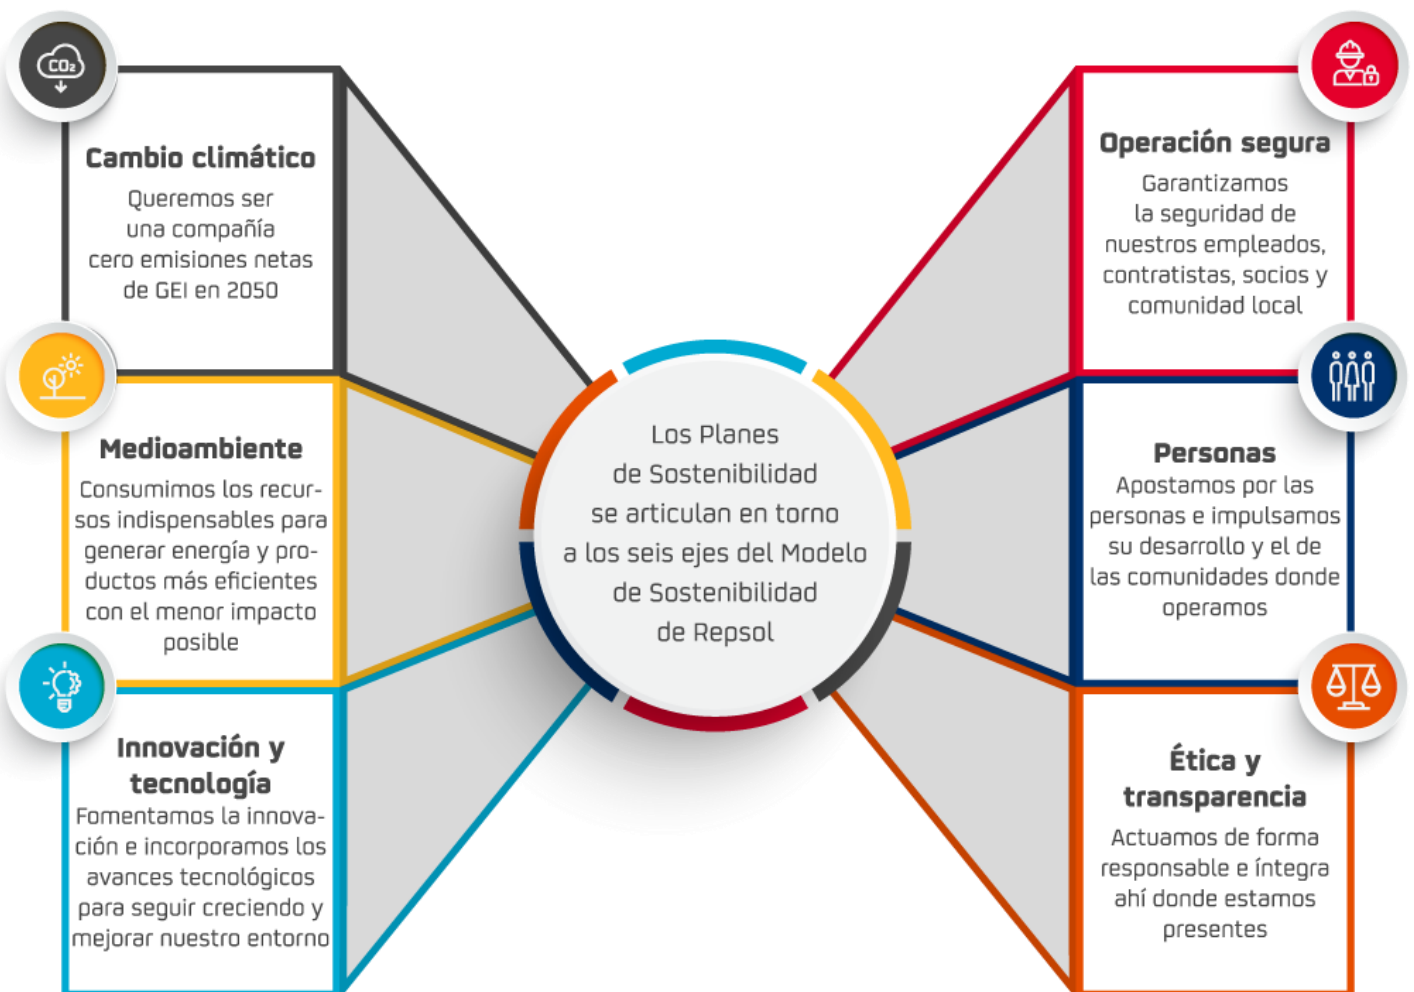 CO₂
Cambio climático
Queremos ser
una compañía
cero emisiones netas
de GEI en 2050
Medioambiente
Consumimos los recur-
sos indispensables para
generar energía y pro-
ductos más eficientes
con el menor impacto
posible
Innovación y
tecnología
Fomentamos la innova-
ción e incorporamos los
avances tecnológicos
para seguir creciendo y
mejorar nuestro entorno
Los Planes
de Sostenibilidad
se articulan en torno
a los seis ejes del Modelo
de Sostenibilidad
de Repsol
Operación segura
Garantizamos
la seguridad de
nuestros empleados,
contratistas, socios y
comunidad local
Personas
Apostamos por las
personas e impulsamos
su desarrollo y el de
las comunidades donde
operamos
Ética y
transparencia
Actuamos de forma
responsable e íntegra
ahí donde estamos
presentes